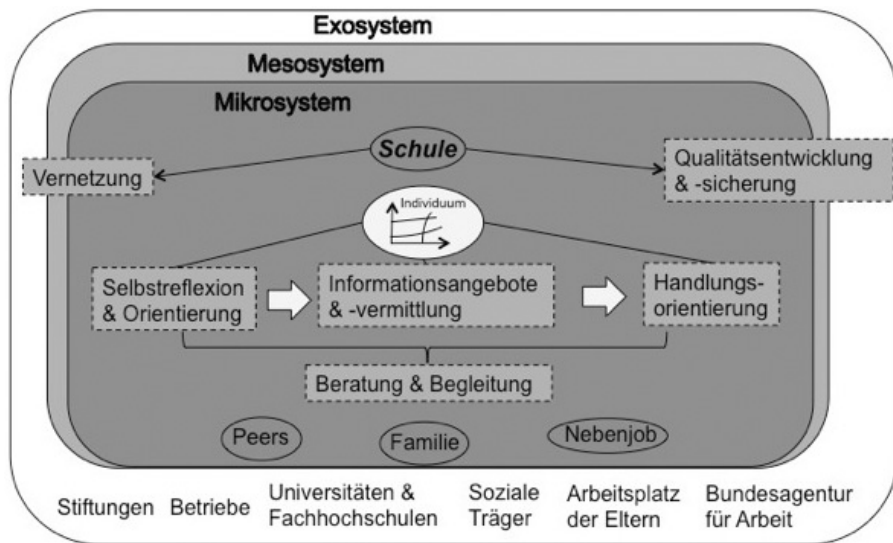 Exosystem
Mesosystem
Mikrosystem
Schule
Vernetzung
Qualitätsentwicklung
& -sicherung
Individuum
Selbstreflexion
& Orientierung
Informationsangebote
& -vermittlung
Handlungs-
orientierung
Beratung & Begleitung
Peers
Familie
Nebenjob
Stiftungen
Betriebe
Universitäten &
Fachhochschulen
Soziale
Träger
Arbeitsplatz
der Eltern
Bundesagentur
für Arbeit